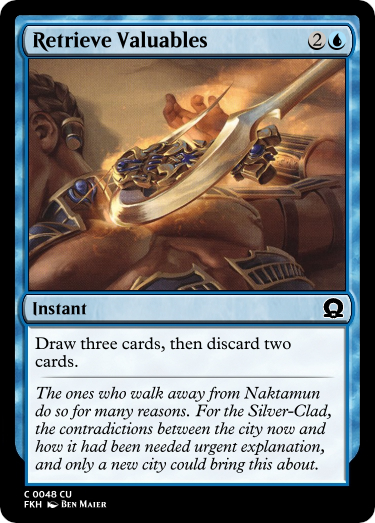 Retrieve Valuables 2
Instant
Draw three cards, then discard two
cards.
The ones who walk away from Naktamun
do so for many reasons. For the Silver-Clad,
the contradictions between the city now and
how it had been needed urgent explanation,
and only a new city could bring this about.
C 0048 CU
FKH Ben Maier